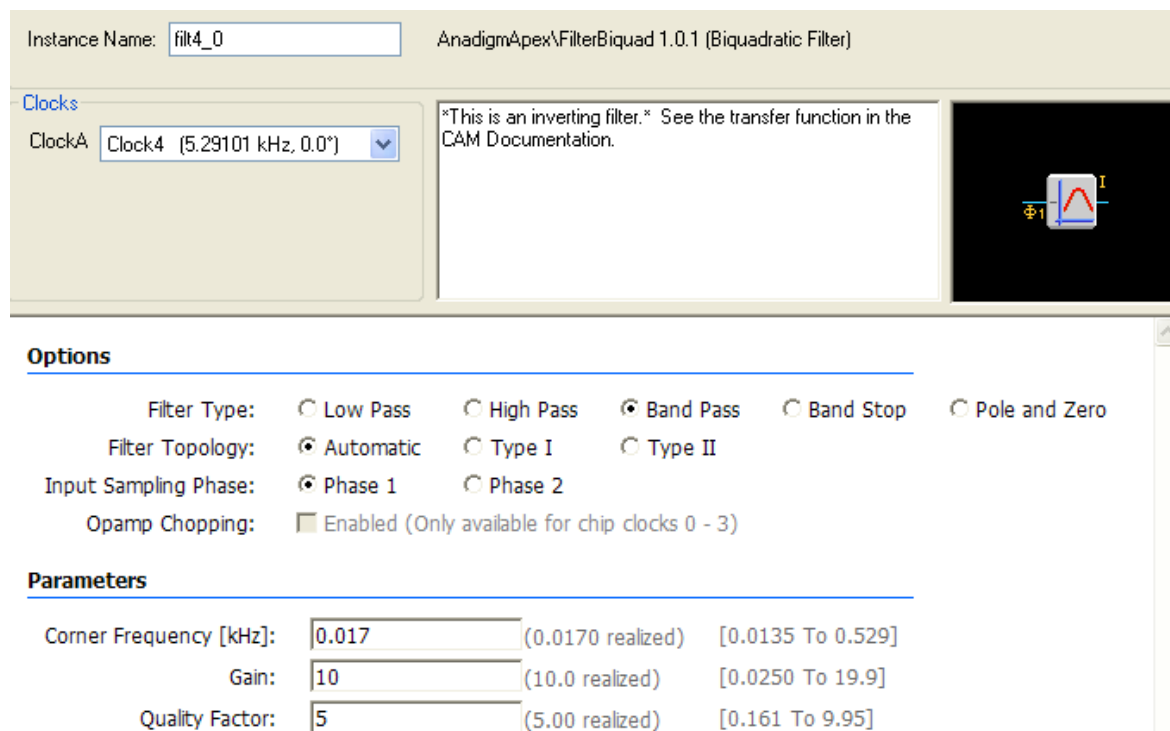 Instance Name: filt4_0 AnadigmApex\FilterBiquad 1.0.1 (Biquadratic Filter)
Clocks
ClockA Clock4 (5.29101 kHz, 0.0°)
*This is an inverting filter.* See the transfer function in the
CAM Documentation.
Φ1 I
Options
Filter Type: Low Pass High Pass Band Pass Band Stop Pole and Zero
Filter Topology: Automatic Type I Type II
Input Sampling Phase: Phase 1 Phase 2
Opamp Chopping: Enabled (Only available for chip clocks 0 - 3)
Parameters
Corner Frequency [kHz]: 0.017 (0.0170 realized) [0.0135 To 0.529]
Gain: 10 (10.0 realized) [0.0250 To 19.9]
Quality Factor: 5 (5.00 realized) [0.161 To 9.95]